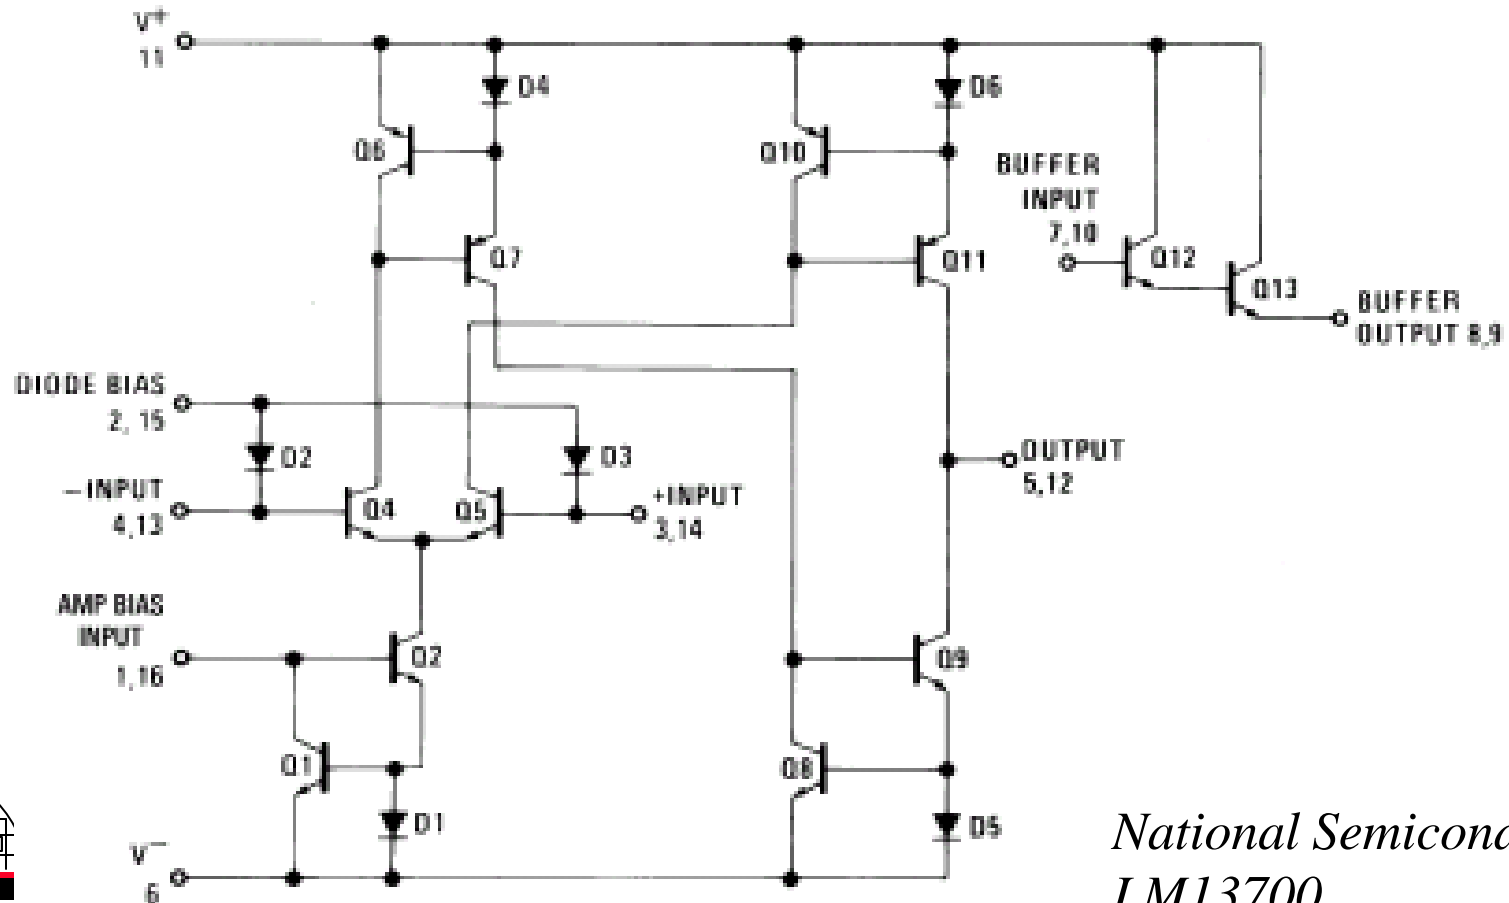 V+
11
D4
D6
Q6
Q10
BUFFER
INPUT
7,10
Q7
Q11
Q12
Q13
BUFFER
OUTPUT 8,9
DIODE BIAS
2, 15
D2
D3
-INPUT
4,13
Q4
Q5
+INPUT
3,14
OUTPUT
5,12
AMP BIAS
INPUT
1,16
Q2
Q9
Q1
Q8
D1
D5
V-
6
National
LM13700